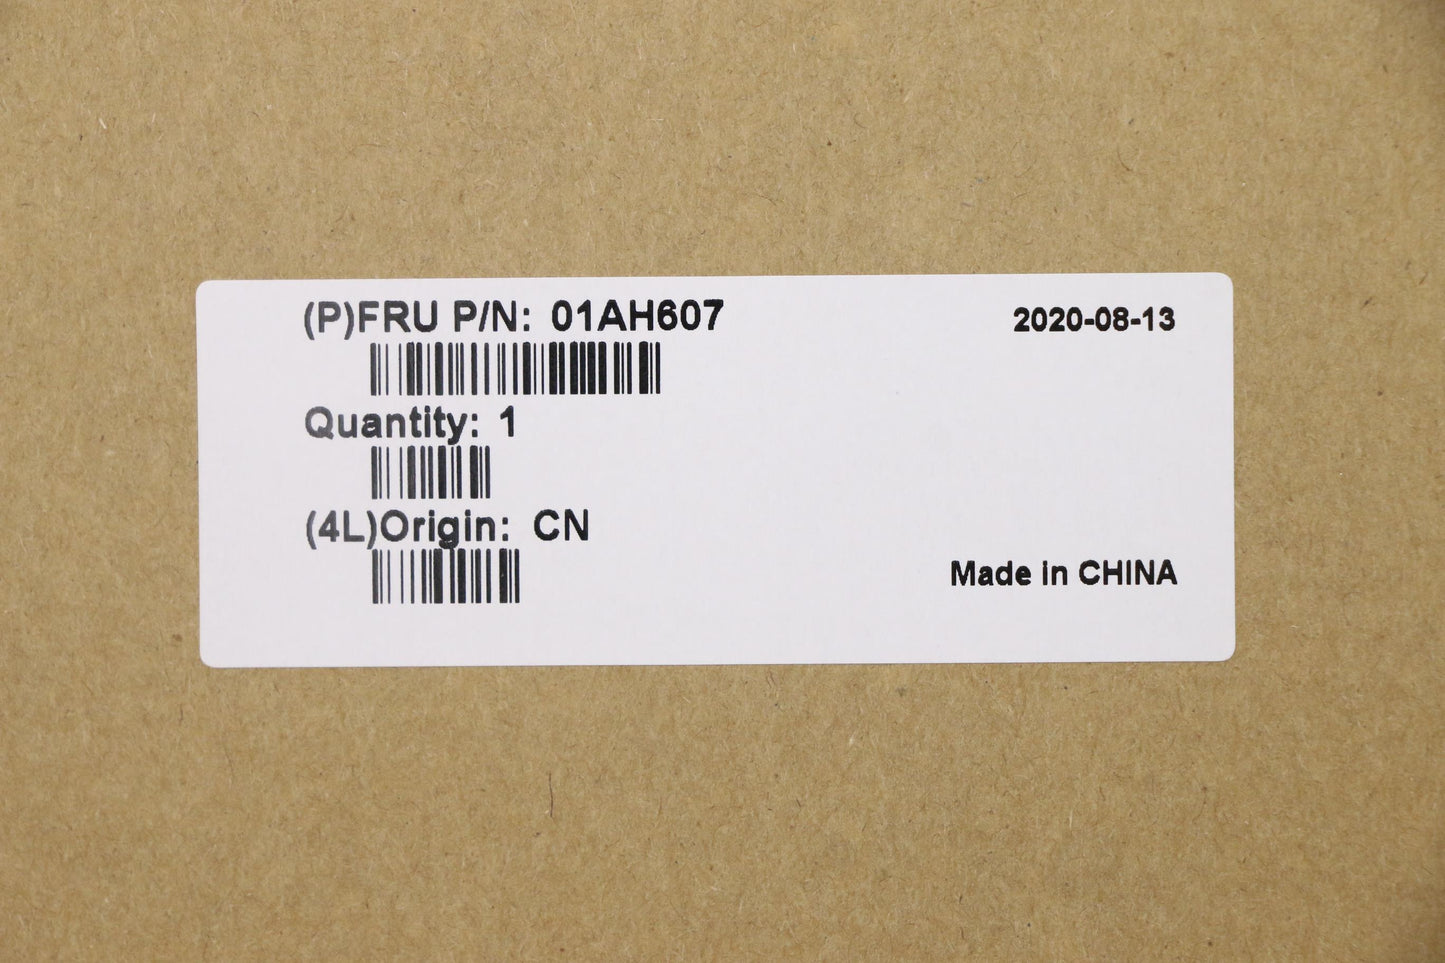 (P)FRU P/N: 01AH607
2020-08-13
Quantity: 1
(4L)Origin: CN
Made in CHINA